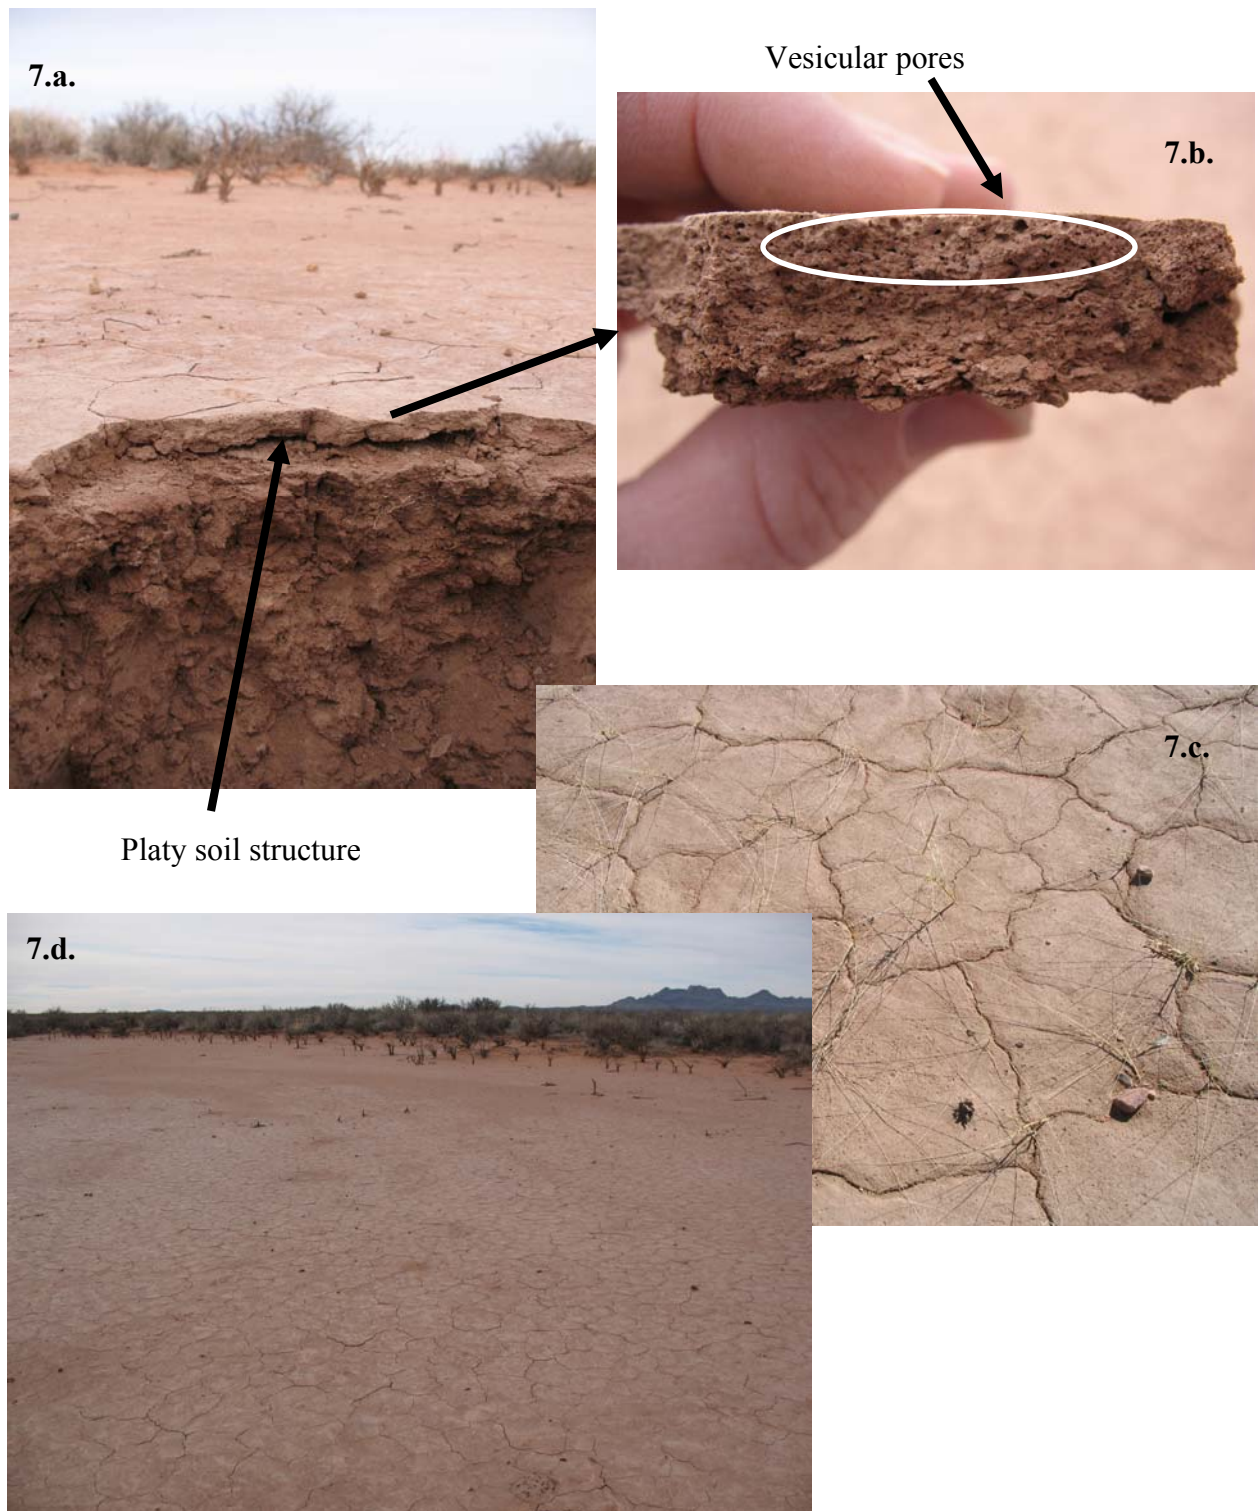 7.a.
Vesicular pores
7.b.
Platy soil structure
7.c.
7.d.